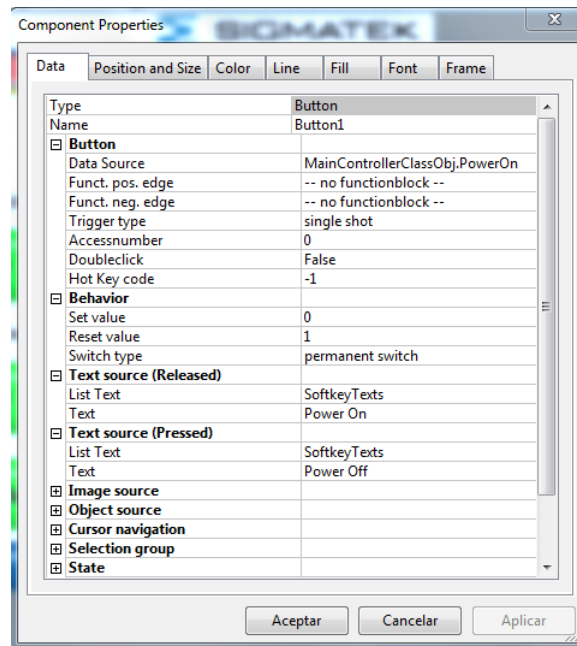 Component Properties
SIGMATEK
Data Position and Size Color Line Fill Font Frame
Type Button
Name Button1
Button
Data Source MainControllerClassObj.PowerOn
Funct. pos. edge -- no functionblock --
Funct. neg. edge -- no functionblock --
Trigger type single shot
Accessnumber 0
Doubleclick False
Hot Key code -1
Behavior
Set value 0
Reset value 1
Switch type permanent switch
Text source (Released)
List Text SoftkeyTexts
Text Power On
Text source (Pressed)
List Text SoftkeyTexts
Text Power Off
Image source
Object source
Cursor navigation
Selection group
State
Aceptar Cancelar Aplicar